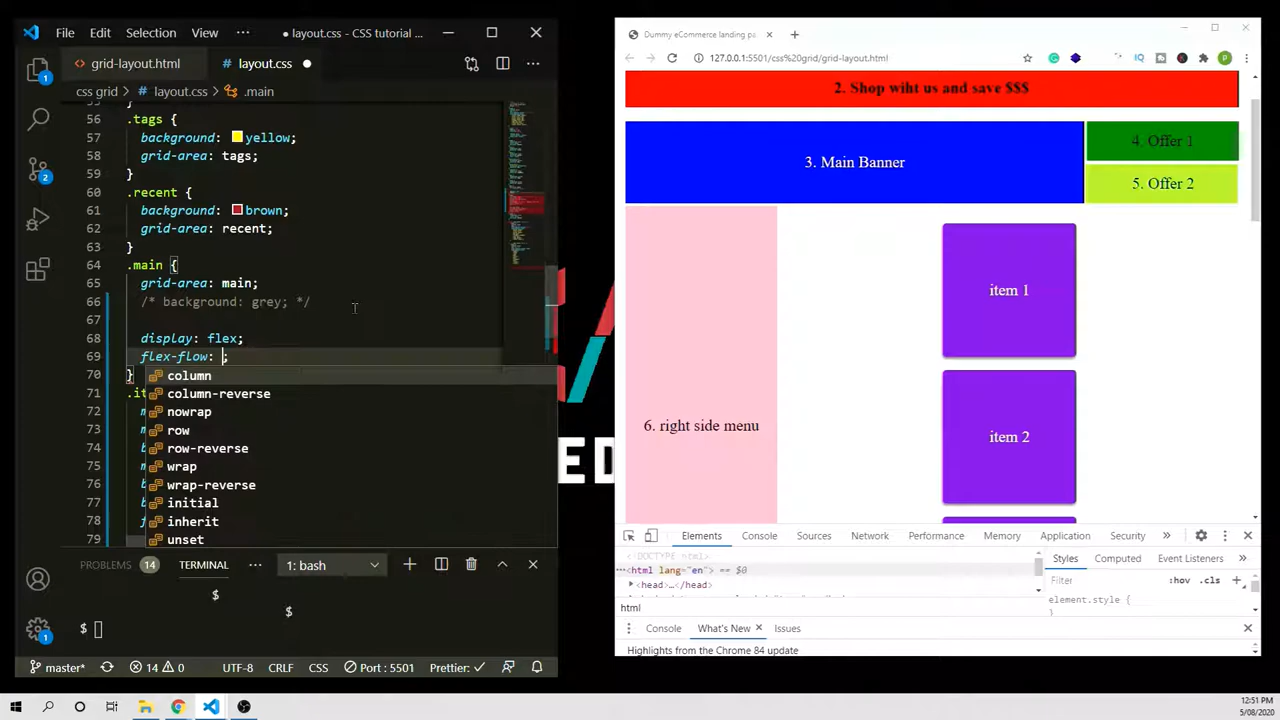 File Edit Selection View ··· ● layout.css - CSS tutorial ...
<> grid-layout.html # layout.css ●
css grid > # layout.css > .main
56 .tags {
57 background: yellow;
58 grid-area: tags;
59 }
60 .recent {
61 background: brown;
62 grid-area: recent;
63 }
64 .main {
65 grid-area: main;
66 /* background: grey; */
67
68 display: flex;
69 flex-flow: ;
70 }
71 .it
72 m
73
74
75
76
77 b
78 j
79
column
column-reverse
nowrap
row
row-reverse
wrap
wrap-reverse
initial
inherit
unset
PROBLEMS 14 TERMINAL ··· 1: bash
$
$
$
master* 14 0 UTF-8 CRLF CSS Port : 5501 Prettier: ✓
ED
Dummy eCommerce landing pa
127.0.0.1:5501/css%20grid/grid-layout.html
2. Shop wiht us and save $$$
3. Main Banner
4. Offer 1
5. Offer 2
6. right side menu
item 1
item 2
Elements Console Sources Network Performance Memory Application Security »
<!DOCTYPE html>
···<html lang="en"> == $0
<head>…</head>
html
Styles Computed Event Listeners »
Filter :hov .cls +
element.style {
}
Console What's New × Issues
Highlights from the Chrome 84 update
12:51 PM
5/08/2020